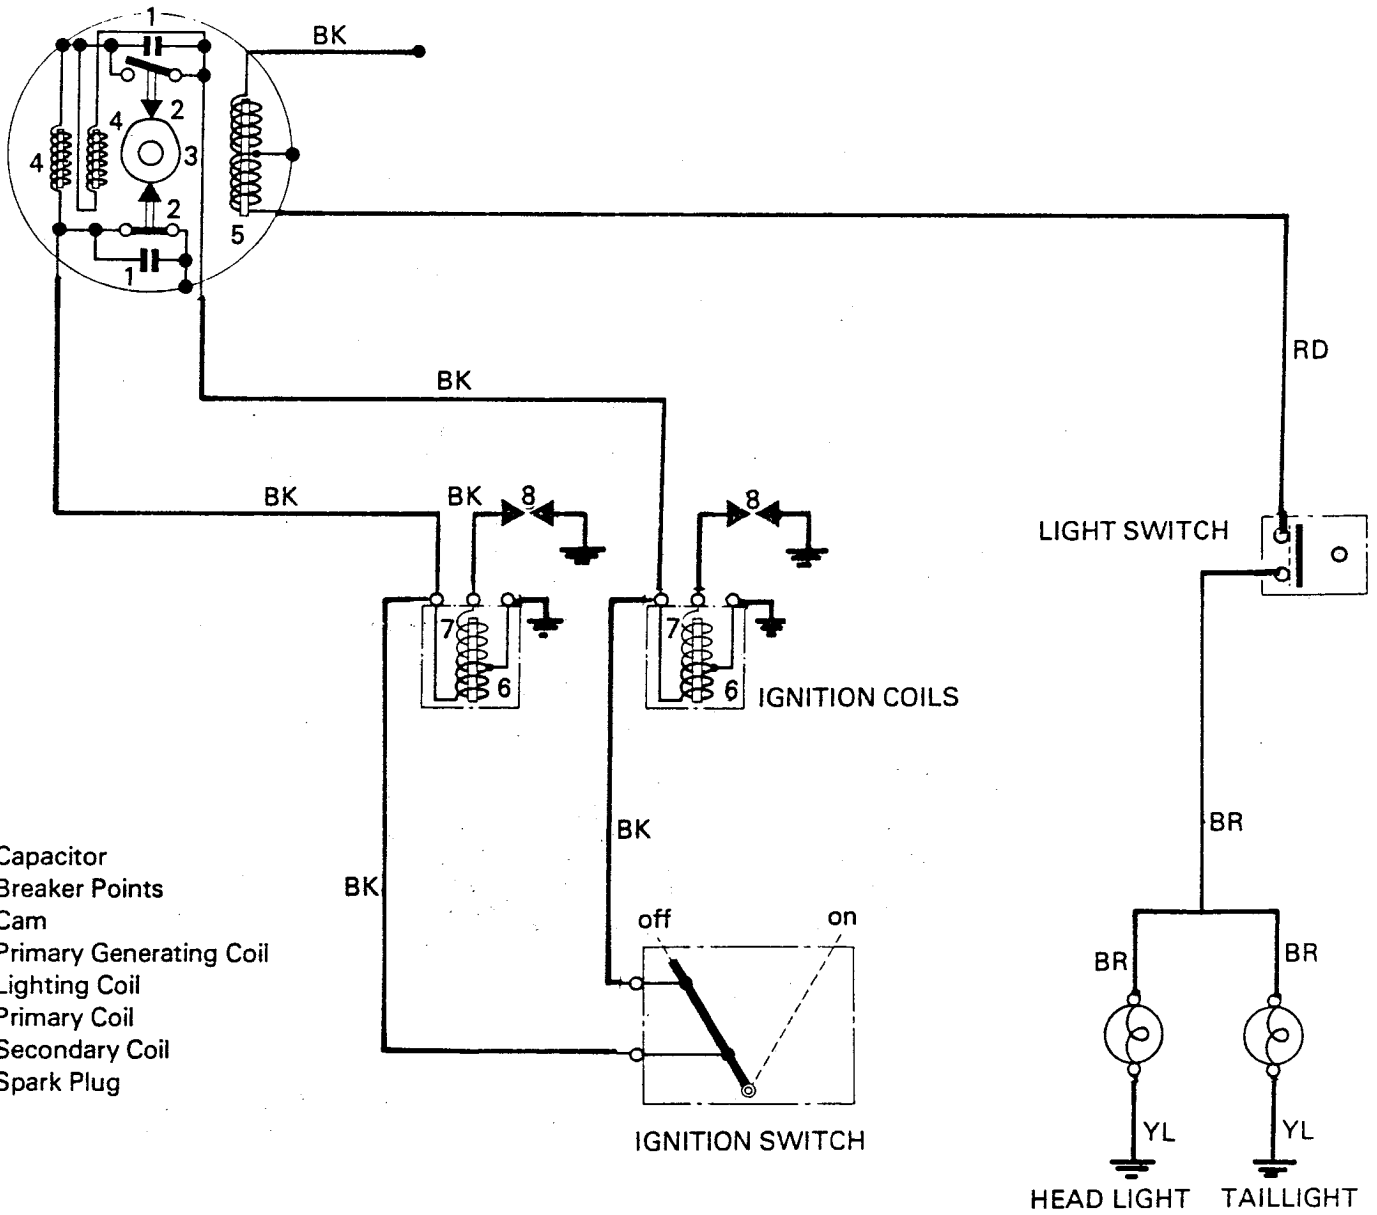 1
BK
2
4
4
3
2
5
1
RD
BK
BK
BK
8
8
LIGHT SWITCH
7
6
7
6
IGNITION COILS
BK
BR
Capacitor
BK
Breaker Points
Cam
off
on
Primary Generating Coil
BR
BR
Lighting Coil
Primary Coil
Secondary Coil
Spark Plug
IGNITION SWITCH
YL
YL
HEAD LIGHT
TAILLIGHT